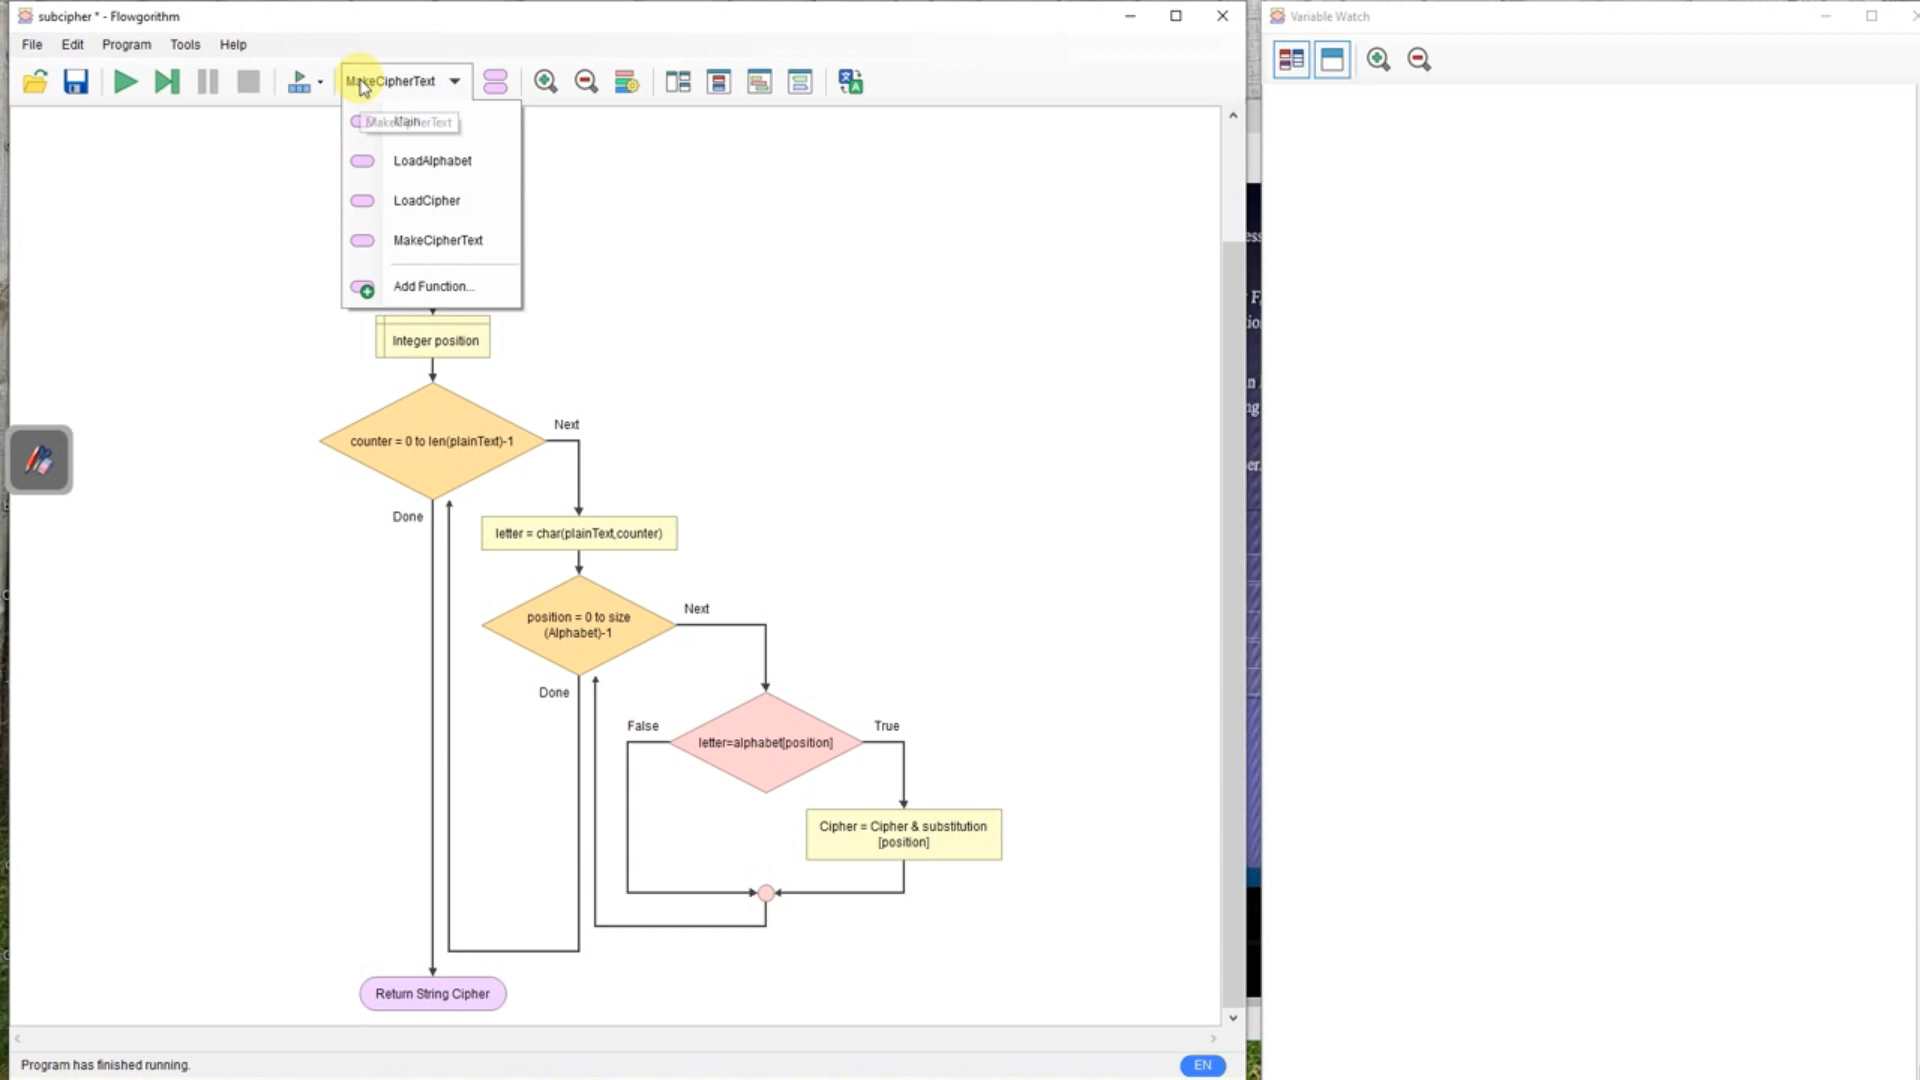 subcipher * - Flowgorithm
Variable Watch
File Edit Program Tools Help
MakeCipherText
Main
MakeCipherText
LoadAlphabet
LoadCipher
MakeCipherText
Add Function...
Integer position
counter = 0 to len(plainText)-1
Next
Done
letter = char(plainText,counter)
position = 0 to size
(Alphabet)-1
Next
Done
False
True
letter=alphabet[position]
Cipher = Cipher & substitution
[position]
Return String Cipher
Program has finished running.
EN